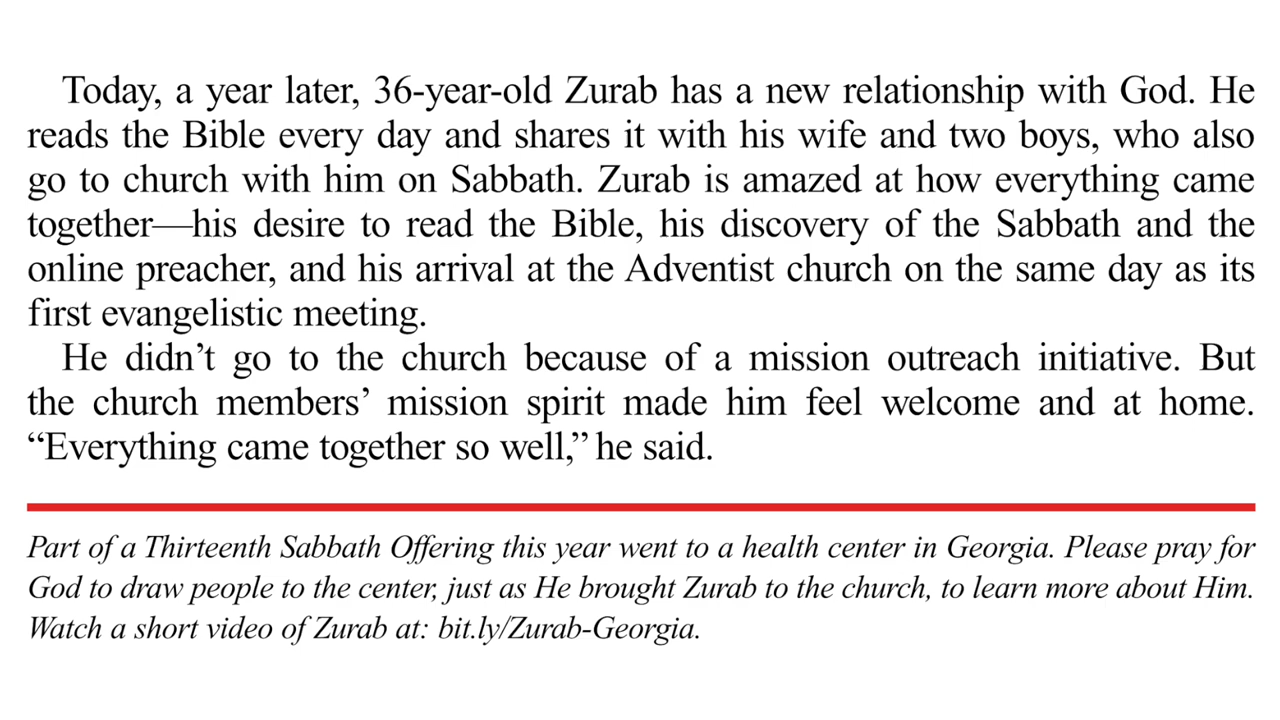 Today, a year later, 36-year-old Zurab has a new relationship with God. He
reads the Bible every day and shares it with his wife and two boys, who also
go to church with him on Sabbath. Zurab is amazed at how everything came
together—his desire to read the Bible, his discovery of the Sabbath and the
online preacher, and his arrival at the Adventist church on the same day as its
first evangelistic meeting.
He didn’t go to the church because of a mission outreach initiative. But
the church members’ mission spirit made him feel welcome and at home.
“Everything came together so well,” he said.
Part of a Thirteenth Sabbath Offering this year went to a health center in Georgia. Please pray for
God to draw people to the center, just as He brought Zurab to the church, to learn more about Him.
Watch a short video of Zurab at: bit.ly/Zurab-Georgia.